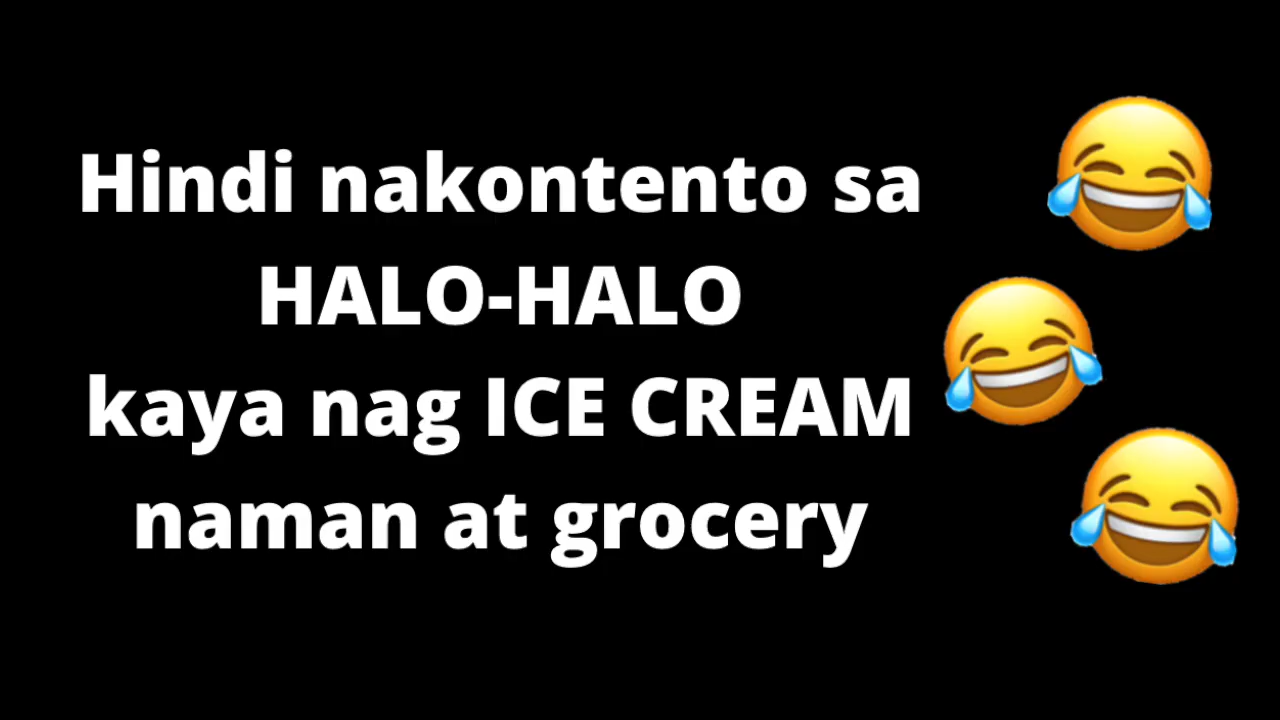 Hindi nakontento sa
HALO-HALO
kaya nag ICE CREAM
naman at grocery